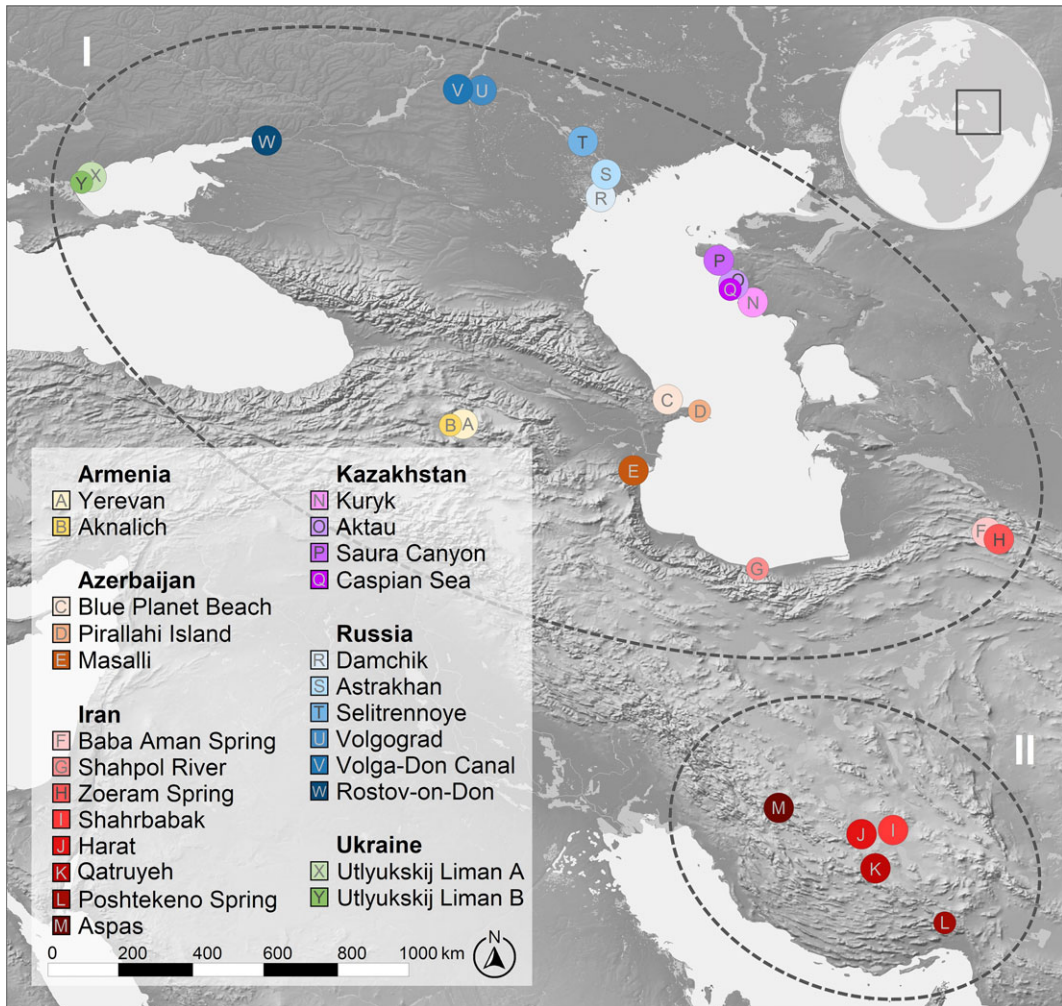 I
V U
W
T
S
R
X
Y
P
O
Q
N
C
D
B A
E
F
H
G
II
M
J I
K
L
Armenia
A Yerevan
B Aknalich
Azerbaijan
C Blue Planet Beach
D Pirallahi Island
E Masalli
Iran
F Baba Aman Spring
G Shahpol River
H Zoeram Spring
I Shahrbabak
J Harat
K Qatruyeh
L Poshtekeno Spring
M Aspas
Kazakhstan
N Kuryk
O Aktau
P Saura Canyon
Q Caspian Sea
Russia
R Damchik
S Astrakhan
T Selitrennoye
U Volgograd
V Volga-Don Canal
W Rostov-on-Don
Ukraine
X Utlyukskij Liman A
Y Utlyukskij Liman B
0 200 400 600 800 1000 km
N